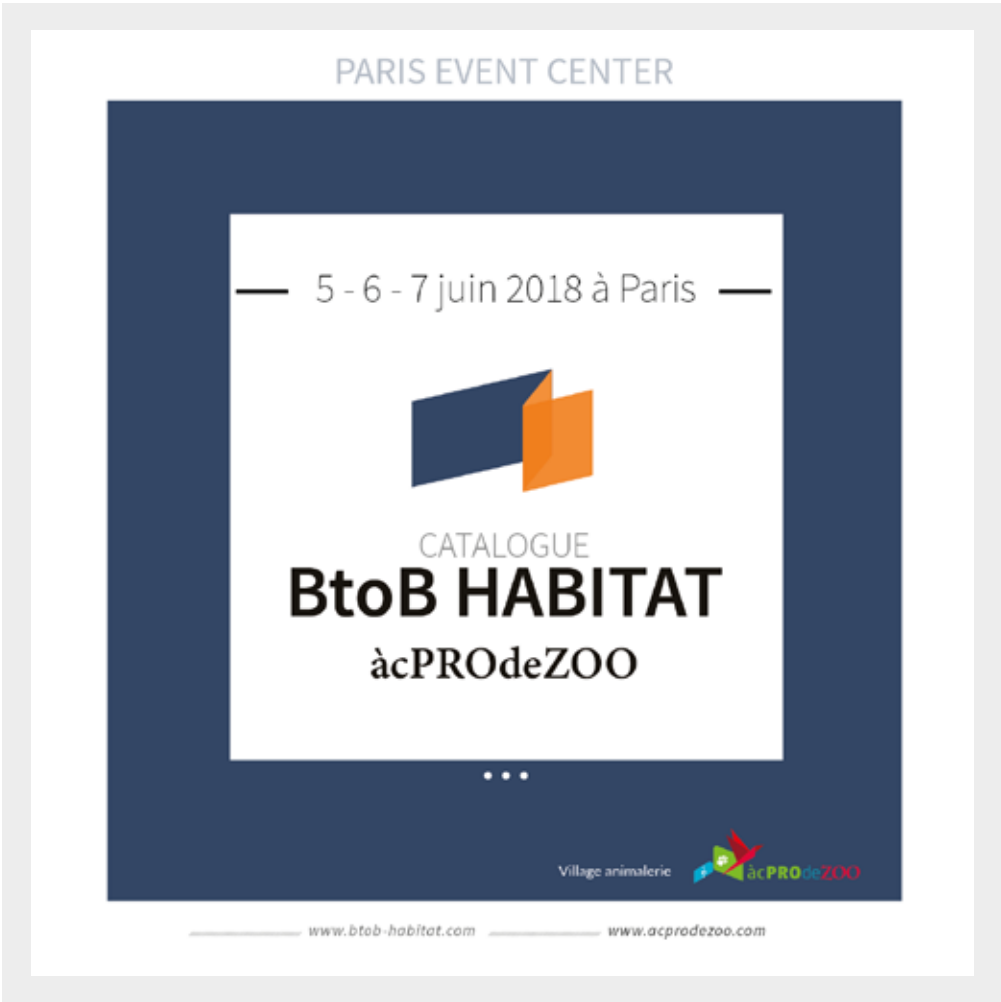 PARIS EVENT CENTER
5 - 6 - 7 juin 2018 à Paris
CATALOGUE
BtoB HABITAT
àcPROdeZOO
...
Village animalerie àcPROdeZOO
www.btob-habitat.com www.acprodezoo.com